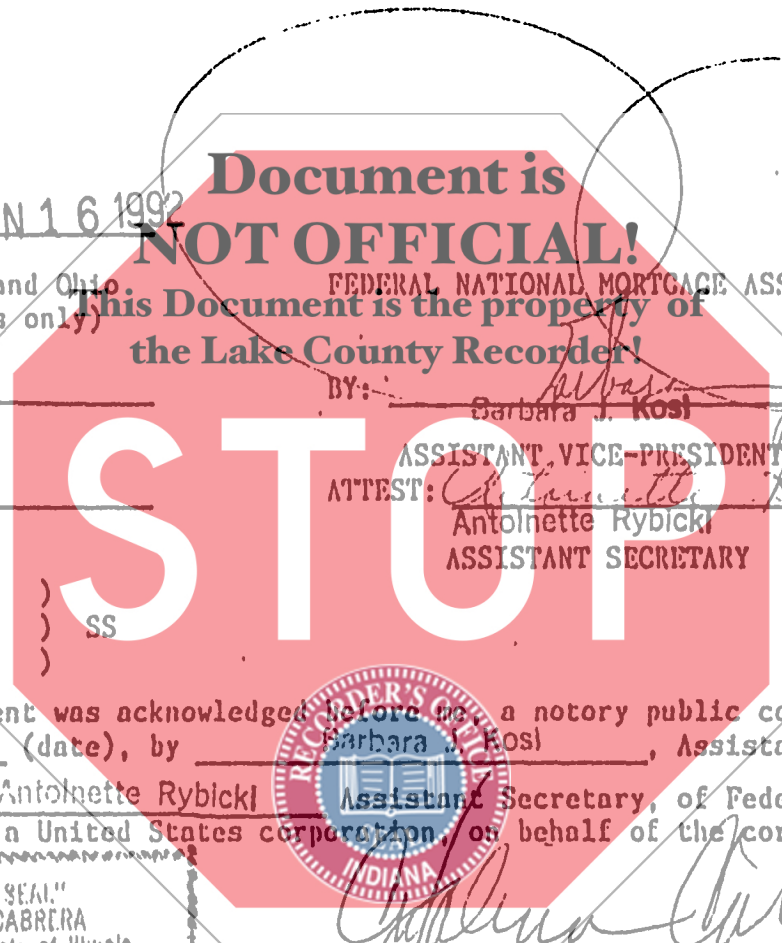 Document is
N 16 1992
NOT OFFICIAL!
and Ohio
FEDERAL NATIONAL MORTGAGE ASS
s only)
This Document is the property of
the Lake County Recorder!
BY:
Barbara J. Kosl
ASSISTANT VICE-PRESIDENT
ATTEST:
Antoinette Rybicki
ASSISTANT SECRETARY
STOP
)
) SS
)
ent was acknowledged before me, a notory public co
(date), by Barbara J. Kosl, Assista
Antoinette Rybicki Assistant Secretary, of Fede
a United States corporation, on behalf of the cor
RECORDER'S OFFICE
INDIANA
SEAL"
CABRERA